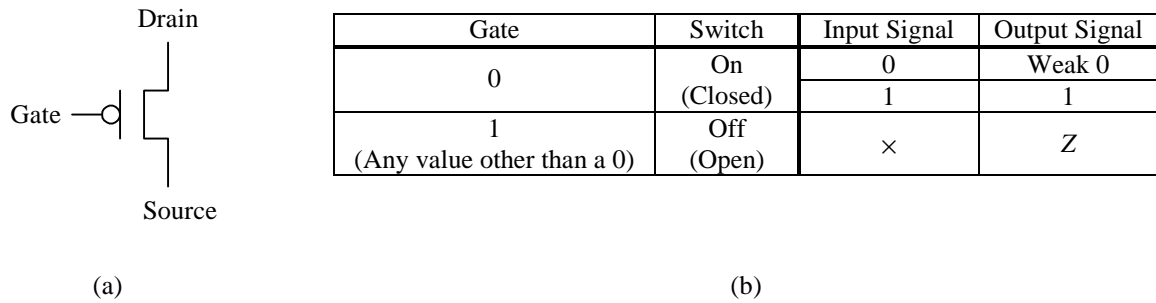 Drain
Gate
Source
(a)
Gate Switch Input Signal Output Signal
0 On (Closed) 0 Weak 0
1 1
1 (Any value other than a 0) Off (Open) × Z
(b)